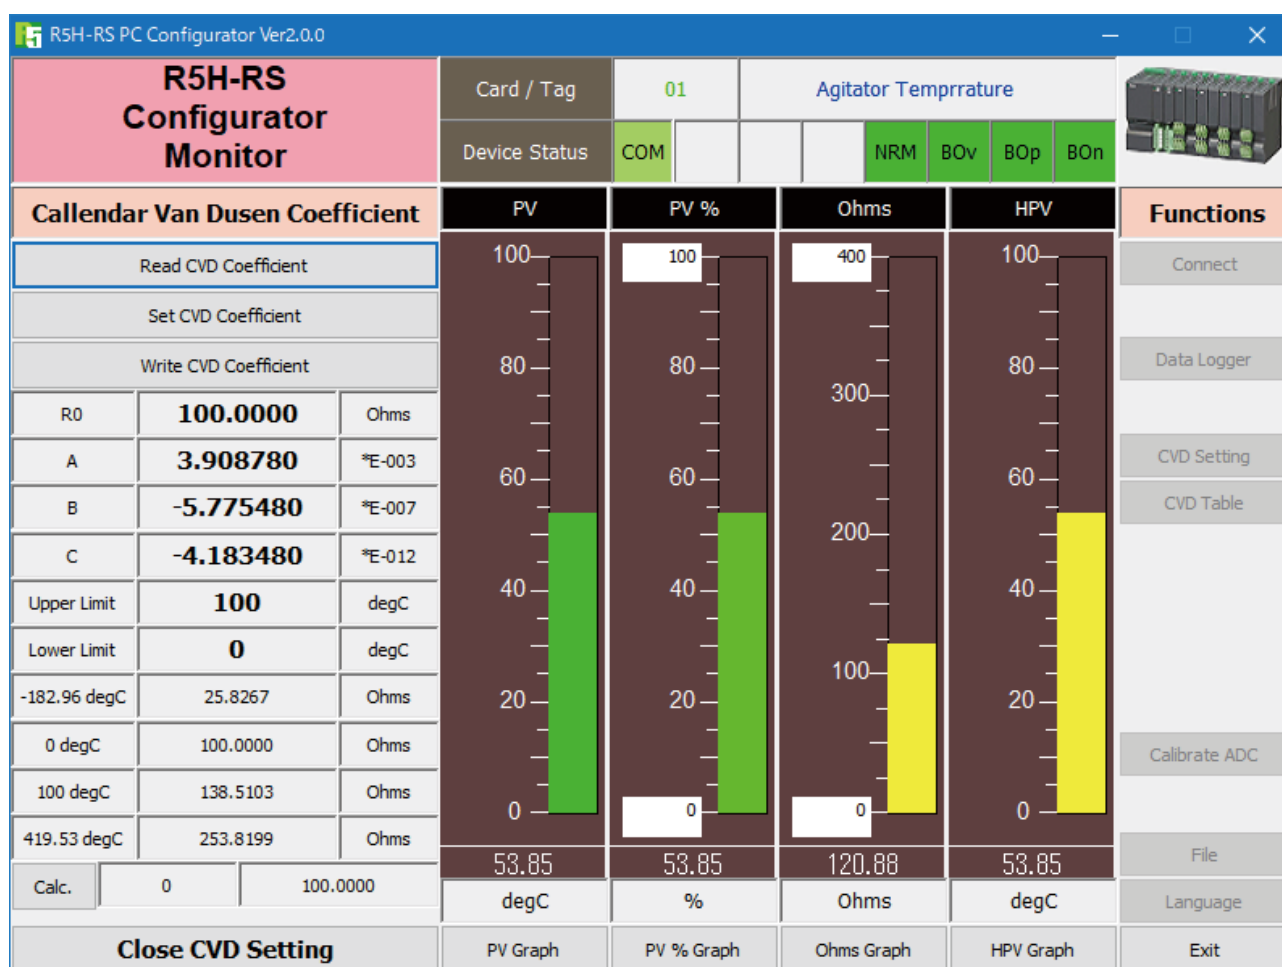 R5H-RS PC Configurator Ver2.0.0
R5H-RS
Configurator
Monitor
Card / Tag
01
Agitator Temprrature
Device Status
COM
NRM
BOv
BOp
BOn
Callendar Van Dusen Coefficient
Read CVD Coefficient
Set CVD Coefficient
Write CVD Coefficient
R0 100.0000 Ohms
A 3.908780 *E-003
B -5.775480 *E-007
C -4.183480 *E-012
Upper Limit 100 degC
Lower Limit 0 degC
-182.96 degC 25.8267 Ohms
0 degC 100.0000 Ohms
100 degC 138.5103 Ohms
419.53 degC 253.8199 Ohms
Calc. 0 100.0000
Close CVD Setting
PV
100
80
60
40
20
0
53.85
degC
PV Graph
PV %
100
80
60
40
20
0
53.85
%
PV % Graph
Ohms
400
300
200
100
0
120.88
Ohms
Ohms Graph
HPV
100
80
60
40
20
0
53.85
degC
HPV Graph
Functions
Connect
Data Logger
CVD Setting
CVD Table
Calibrate ADC
File
Language
Exit